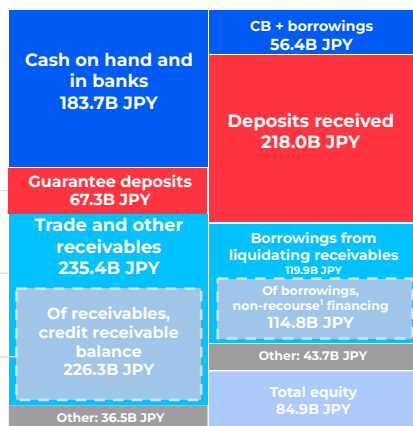 Cash on hand and
in banks
183.7B JPY
Guarantee deposits
67.3B JPY
Trade and other
receivables
235.4B JPY
Of receivables,
credit receivable
balance
226.3B JPY
Other: 36.5B JPY
CB + borrowings
56.4B JPY
Deposits received
218.0B JPY
Borrowings from
liquidating receivables
119.9B JPY
Of borrowings,
non-recourse¹ financing
114.8B JPY
Other: 43.7B JPY
Total equity
84.9B JPY